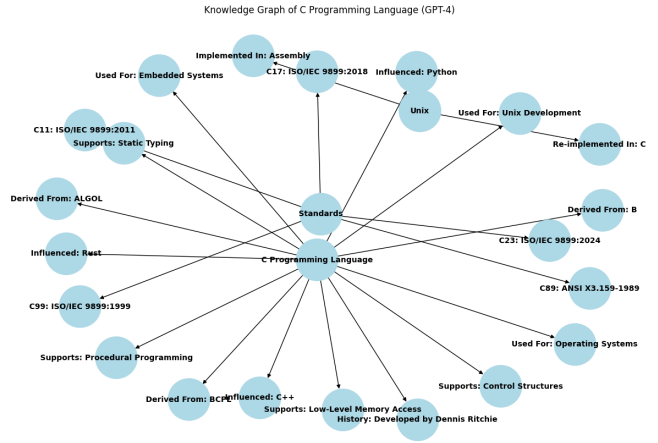 Knowledge Graph of C Programming Language (GPT-4)
Implemented In: Assembly
C17: ISO/IEC 9899:2018
Influenced: Python
Used For: Embedded Systems
Unix
Used For: Unix Development
C11: ISO/IEC 9899:2011
Supports: Static Typing
Re-implemented In: C
Derived From: ALGOL
Standards
Derived From: B
C23: ISO/IEC 9899:2024
Influenced: Rust
C Programming Language
C89: ANSI X3.159-1989
C99: ISO/IEC 9899:1999
Used For: Operating Systems
Supports: Procedural Programming
Supports: Control Structures
Derived From: BCPL
Influenced: C++
Supports: Low-Level Memory Access
History: Developed by Dennis Ritchie